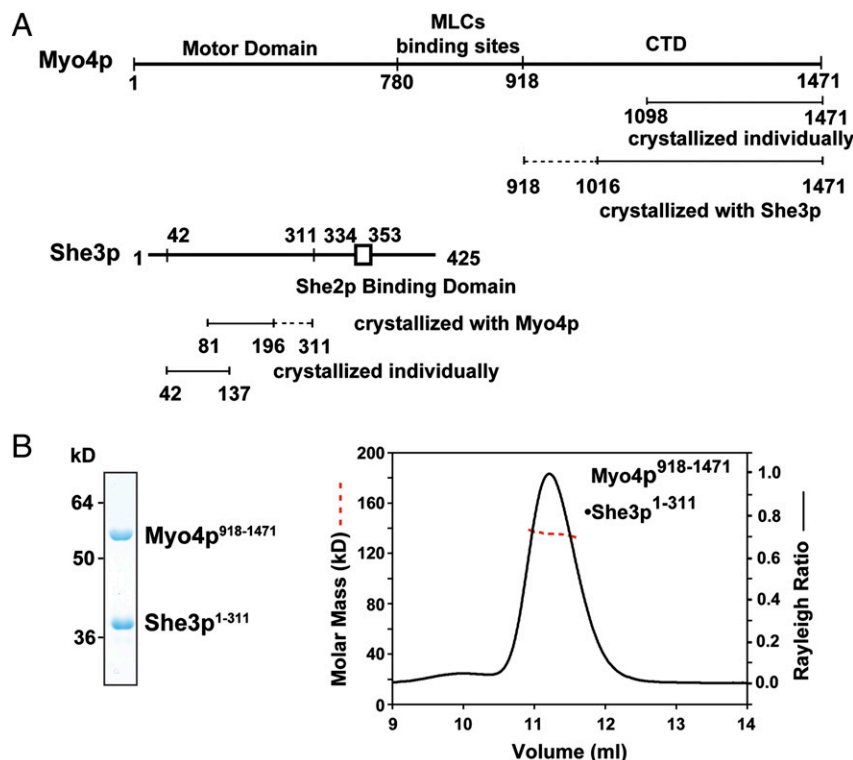 A
Myo4p
Motor Domain
MLCs
binding sites
CTD
1 780 918 1471
1098 1471
crystallized individually
918 1016 1471
crystallized with She3p
She3p
1 42 311 334 353 425
She2p Binding Domain
crystallized with Myo4p
81 196 311
crystallized individually
42 137
B
kD
64
50
36
Myo4p918-1471
She3p1-311
Molar Mass (kD)
200
160
120
80
40
0
Myo4p918-1471
•She3p1-311
1.0
0.8
0.6
0.4
0.2
0.0
Rayleigh Ratio
9 10 11 12 13 14
Volume (ml)